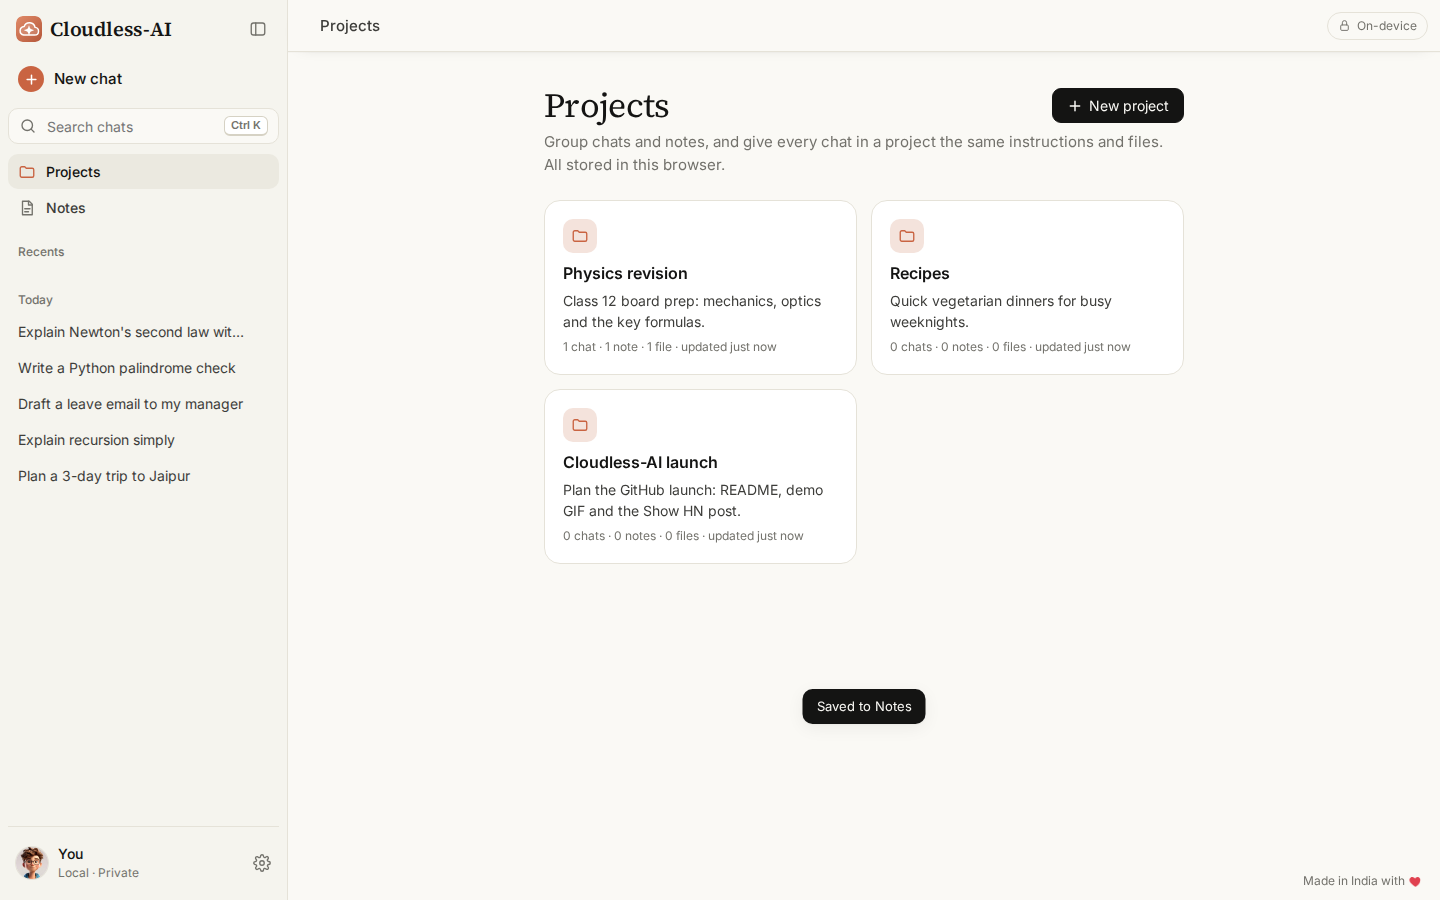 Cloudless-AI
New chat
Search chats
Ctrl K
Projects
Notes
Recents
Today
Explain Newton's second law wit...
Write a Python palindrome check
Draft a leave email to my manager
Explain recursion simply
Plan a 3-day trip to Jaipur
You
Local · Private
Projects
On-device
Projects
New project
Group chats and notes, and give every chat in a project the same instructions and files.
All stored in this browser.
Physics revision
Class 12 board prep: mechanics, optics
and the key formulas.
1 chat · 1 note · 1 file · updated just now
Recipes
Quick vegetarian dinners for busy
weeknights.
0 chats · 0 notes · 0 files · updated just now
Cloudless-AI launch
Plan the GitHub launch: README, demo
GIF and the Show HN post.
0 chats · 0 notes · 0 files · updated just now
Saved to Notes
Made in India with ❤